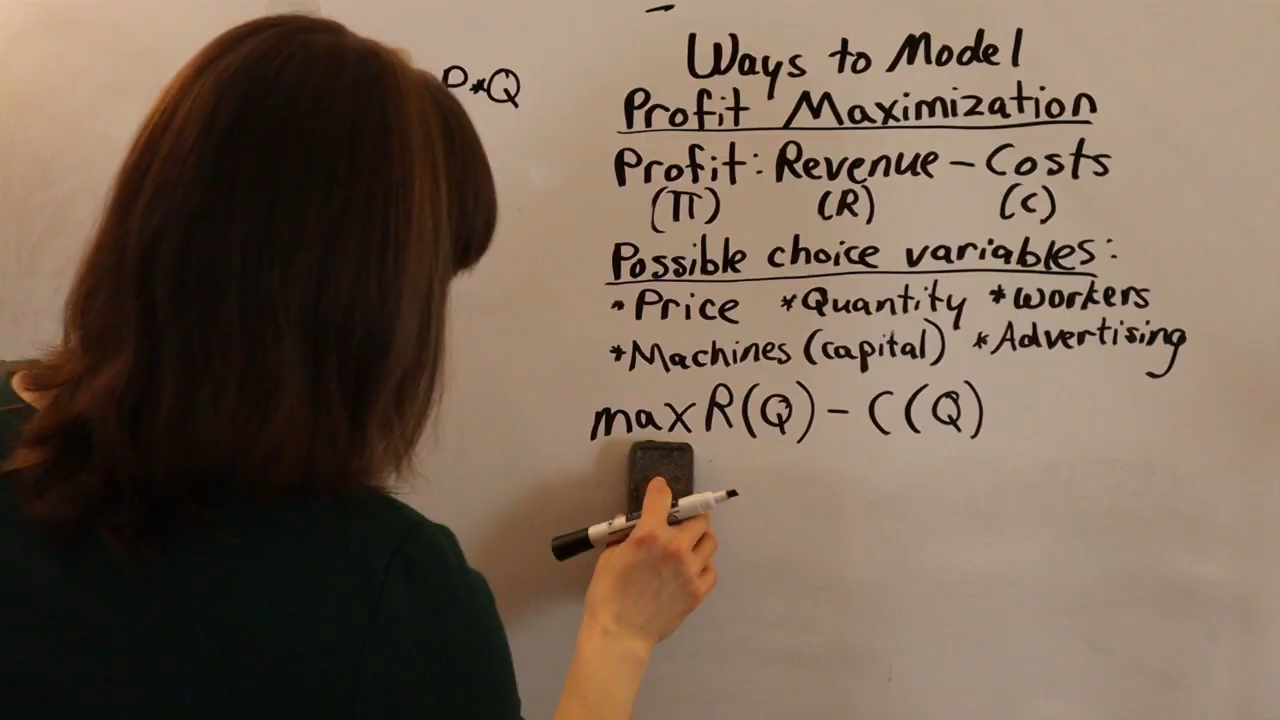 P*Q
Ways to Model
Profit Maximization
Profit: Revenue - Costs
(π) (R) (C)
Possible choice variables:
*Price *Quantity *Workers
*Machines (capital) *Advertising
max R(Q) - C(Q)